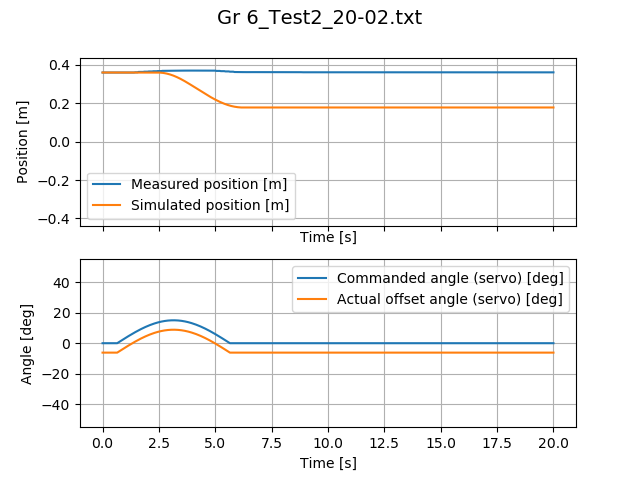 Gr 6_Test2_20-02.txt
0.4
0.2
0.0
−0.2
−0.4
Position [m]
Measured position [m]
Simulated position [m]
Time [s]
40
20
0
−20
−40
Angle [deg]
Commanded angle (servo) [deg]
Actual offset angle (servo) [deg]
0.0 2.5 5.0 7.5 10.0 12.5 15.0 17.5 20.0
Time [s]